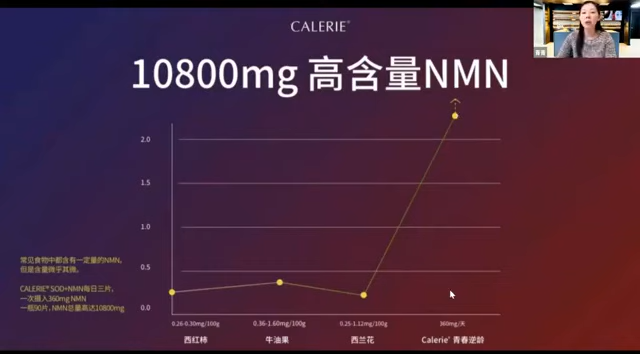 CALERIE®
10800mg 高含量NMN
2.0
1.5
1.0
0.5
0.0
常见食物中都含有一定量的NMN,
但是含量微乎其微。
CALERIE® SOD+NMN每日三片,
一次摄入360mg NMN
一瓶90片, NMN总量高达10800mg
0.26-0.30mg/100g
0.36-1.60mg/100g
0.25-1.12mg/100g
360mg/天
西红柿
牛油果
西兰花
Calerie® 青春逆龄